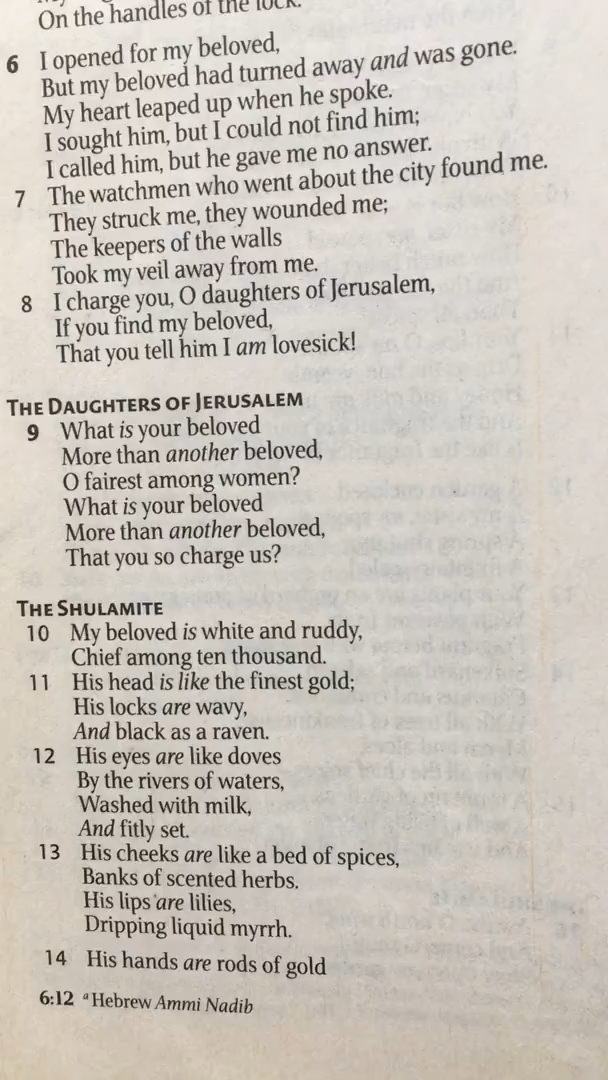 On the handles of the lock.
6 I opened for my beloved,
But my beloved had turned away and was gone.
My heart leaped up when he spoke.
I sought him, but I could not find him;
I called him, but he gave me no answer.
7 The watchmen who went about the city found me.
They struck me, they wounded me;
The keepers of the walls
Took my veil away from me.
8 I charge you, O daughters of Jerusalem,
If you find my beloved,
That you tell him I am lovesick!
THE DAUGHTERS OF JERUSALEM
9 What is your beloved
More than another beloved,
O fairest among women?
What is your beloved
More than another beloved,
That you so charge us?
THE SHULAMITE
10 My beloved is white and ruddy,
Chief among ten thousand.
11 His head is like the finest gold;
His locks are wavy,
And black as a raven.
12 His eyes are like doves
By the rivers of waters,
Washed with milk,
And fitly set.
13 His cheeks are like a bed of spices,
Banks of scented herbs.
His lips are lilies,
Dripping liquid myrrh.
14 His hands are rods of gold
6:12 a Hebrew Ammi Nadib